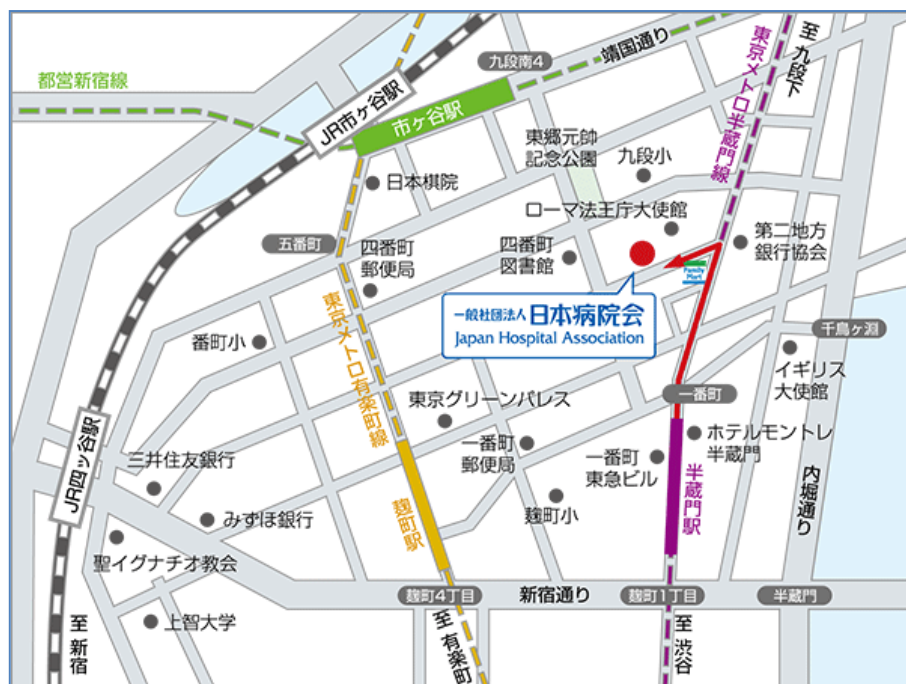 都営新宿線
JR市ヶ谷駅
市ヶ谷駅
九段南4
靖国通り
東京メトロ半蔵門線
至 九段下
日本棋院
東郷元帥
記念公園
九段小
ローマ法王庁大使館
五番町
四番町
郵便局
四番町
図書館
第二地方
銀行協会
Family
Mart
一般社団法人 日本病院会
Japan Hospital Association
番町小
東京メトロ有楽町線
千鳥ヶ淵
イギリス
大使館
一番町
東京グリーンパレス
ホテルモントレ
半蔵門
一番町
郵便局
一番町
東急ビル
JR四ッ谷駅
三井住友銀行
みずほ銀行
麹町駅
麹町小
半蔵門駅
内堀通り
聖イグナチオ教会
上智大学
麹町4丁目
新宿通り
麹町1丁目
半蔵門
至 新宿
至 有楽町
至 渋谷